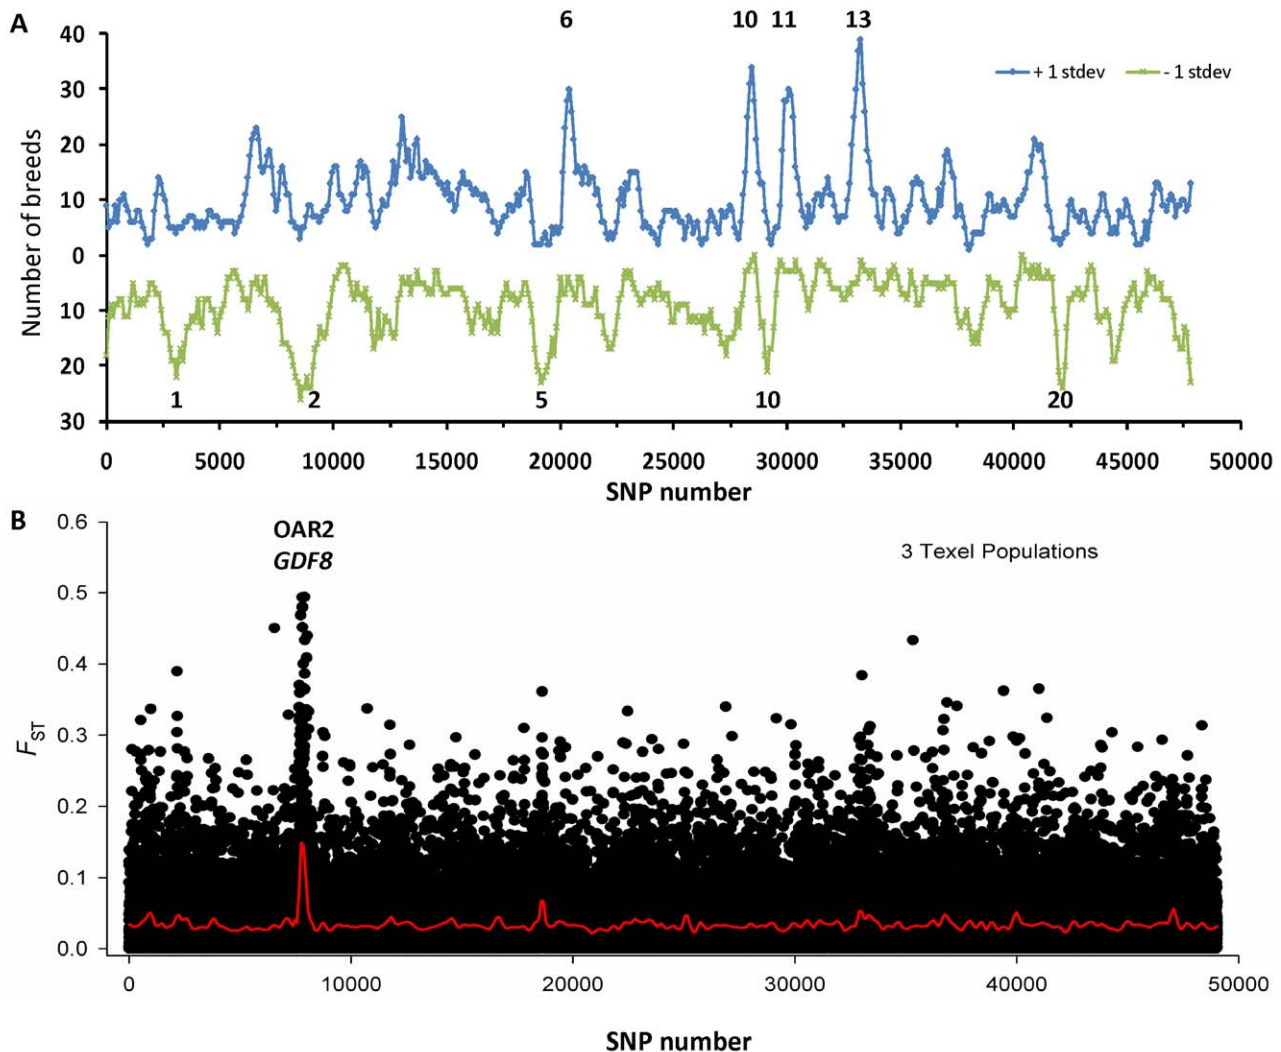 A
6 10 11 13
40
30
20
10
0
10
20
30
Number of breeds
+ 1 stdev - 1 stdev
1 2 5 10 20
0 5000 10000 15000 20000 25000 30000 35000 40000 45000 50000
SNP number
B
OAR2
GDF8
3 Texel Populations
0.6
0.5
0.4
0.3
0.2
0.1
0.0
FST
0 10000 20000 30000 40000 50000
SNP number